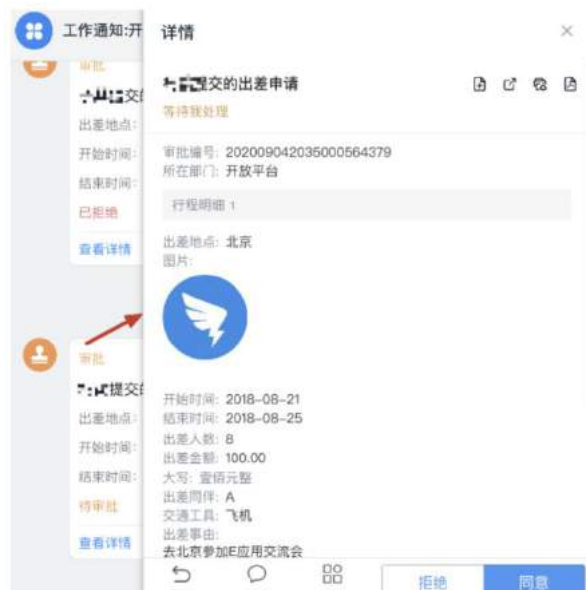 工作通知:开
审批
交的
出差地点:
开始时间:
结束时间:
已拒绝
查看详情
审批
提交的
出差地点:
开始时间:
结束时间:
待审批
查看详情
详情
提交的出差申请
等待我处理
审批编号: 202009042035000564379
所在部门: 开放平台
行程明细 1
出差地点: 北京
图片:
开始时间: 2018-08-21
结束时间: 2018-08-25
出差人数: 8
出差金额: 100.00
大写: 壹佰元整
出差同伴: A
交通工具: 飞机
出差事由:
去北京参加E应用交流会
拒绝
同意